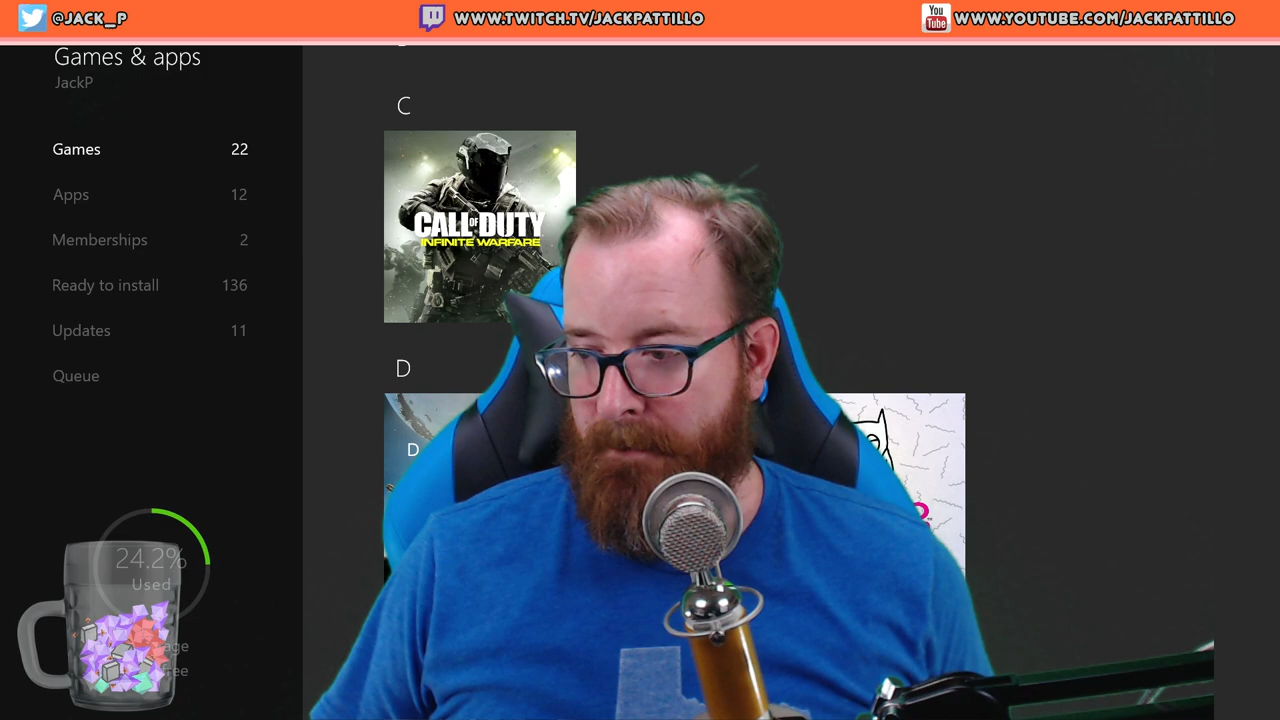 @JACK_P
WWW.TWITCH.TV/JACKPATTILLO
You
Tube
WWW.YOUTUBE.COM/JACKPATTILLO
Games & apps
JackP
Games 22
Apps 12
Memberships 2
Ready to install 136
Updates 11
Queue
24.2%
Used
C
CALL OF DUTY
INFINITE WARFARE
D
D